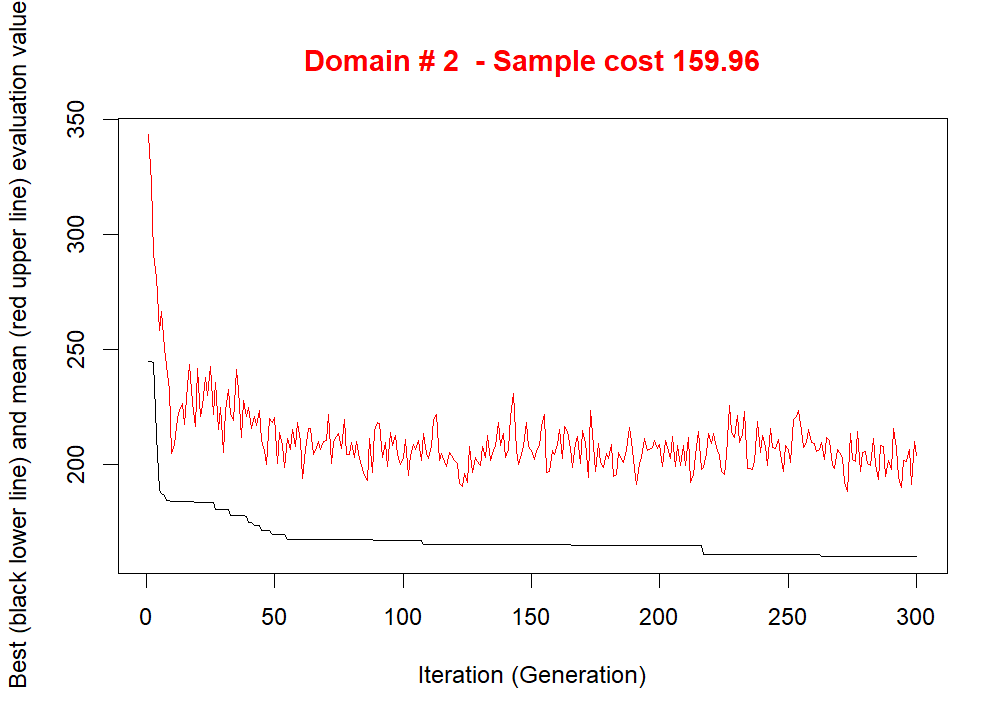 Domain # 2  - Sample cost 159.96
Best (black lower line) and mean (red upper line) evaluation value
350
300
250
200
0 50 100 150 200 250 300
Iteration (Generation)